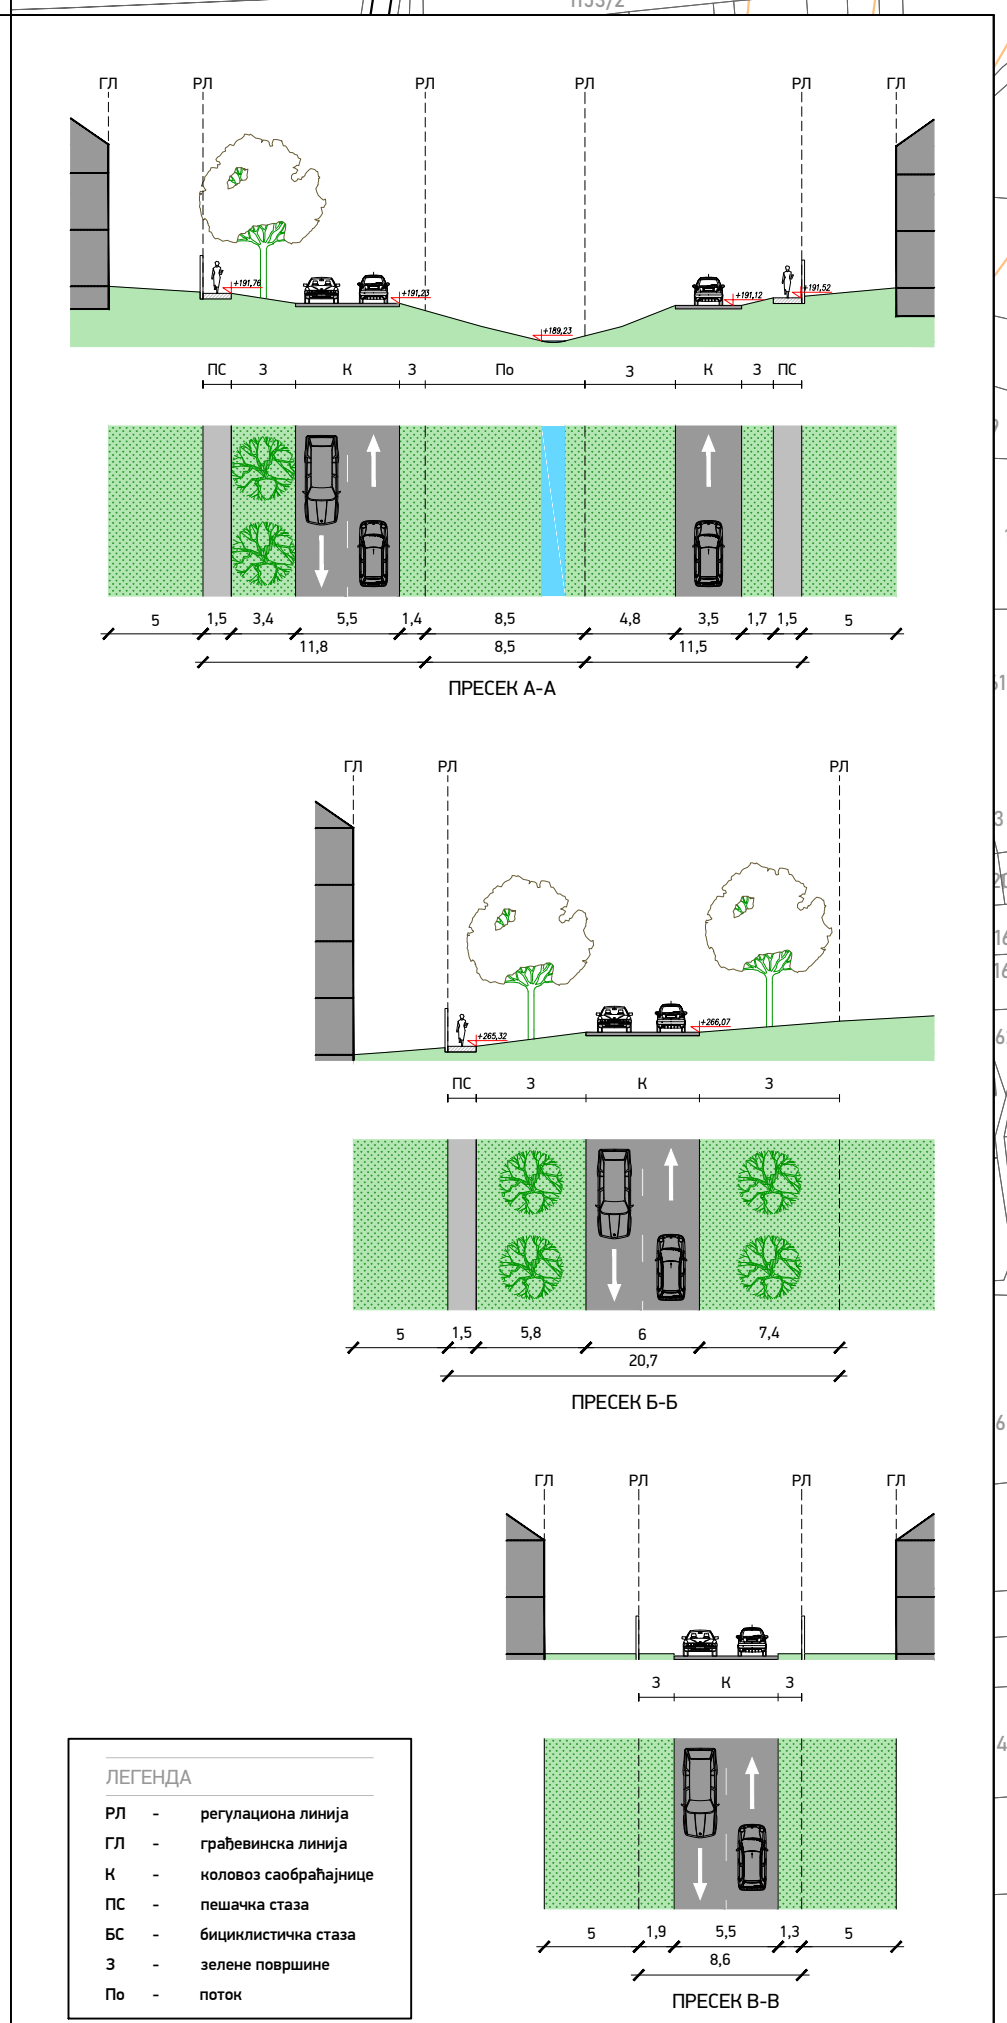 1153/2
ГЛ РЛ РЛ РЛ РЛ ГЛ
+191,76 +191,23 +189,23 +191,12 +191,52
ПС З К З По З К З ПС
5 1,5 3,4 5,5 1,4 8,5 4,8 3,5 1,7 1,5 5
11,8 8,5 11,5
ПРЕСЕК А-А
ГЛ РЛ РЛ
+265,32 +266,07
ПС З К З
5 1,5 5,8 6 7,4
20,7
ПРЕСЕК Б-Б
ГЛ РЛ РЛ ГЛ
З К З
5 1,9 5,5 1,3 5
8,6
ПРЕСЕК В-В
ЛЕГЕНДА
РЛ - регулациона линија
ГЛ - грађевинска линија
К - коловоз саобраћајнице
ПС - пешачка стаза
БС - бициклистичка стаза
З - зелене површине
По - поток